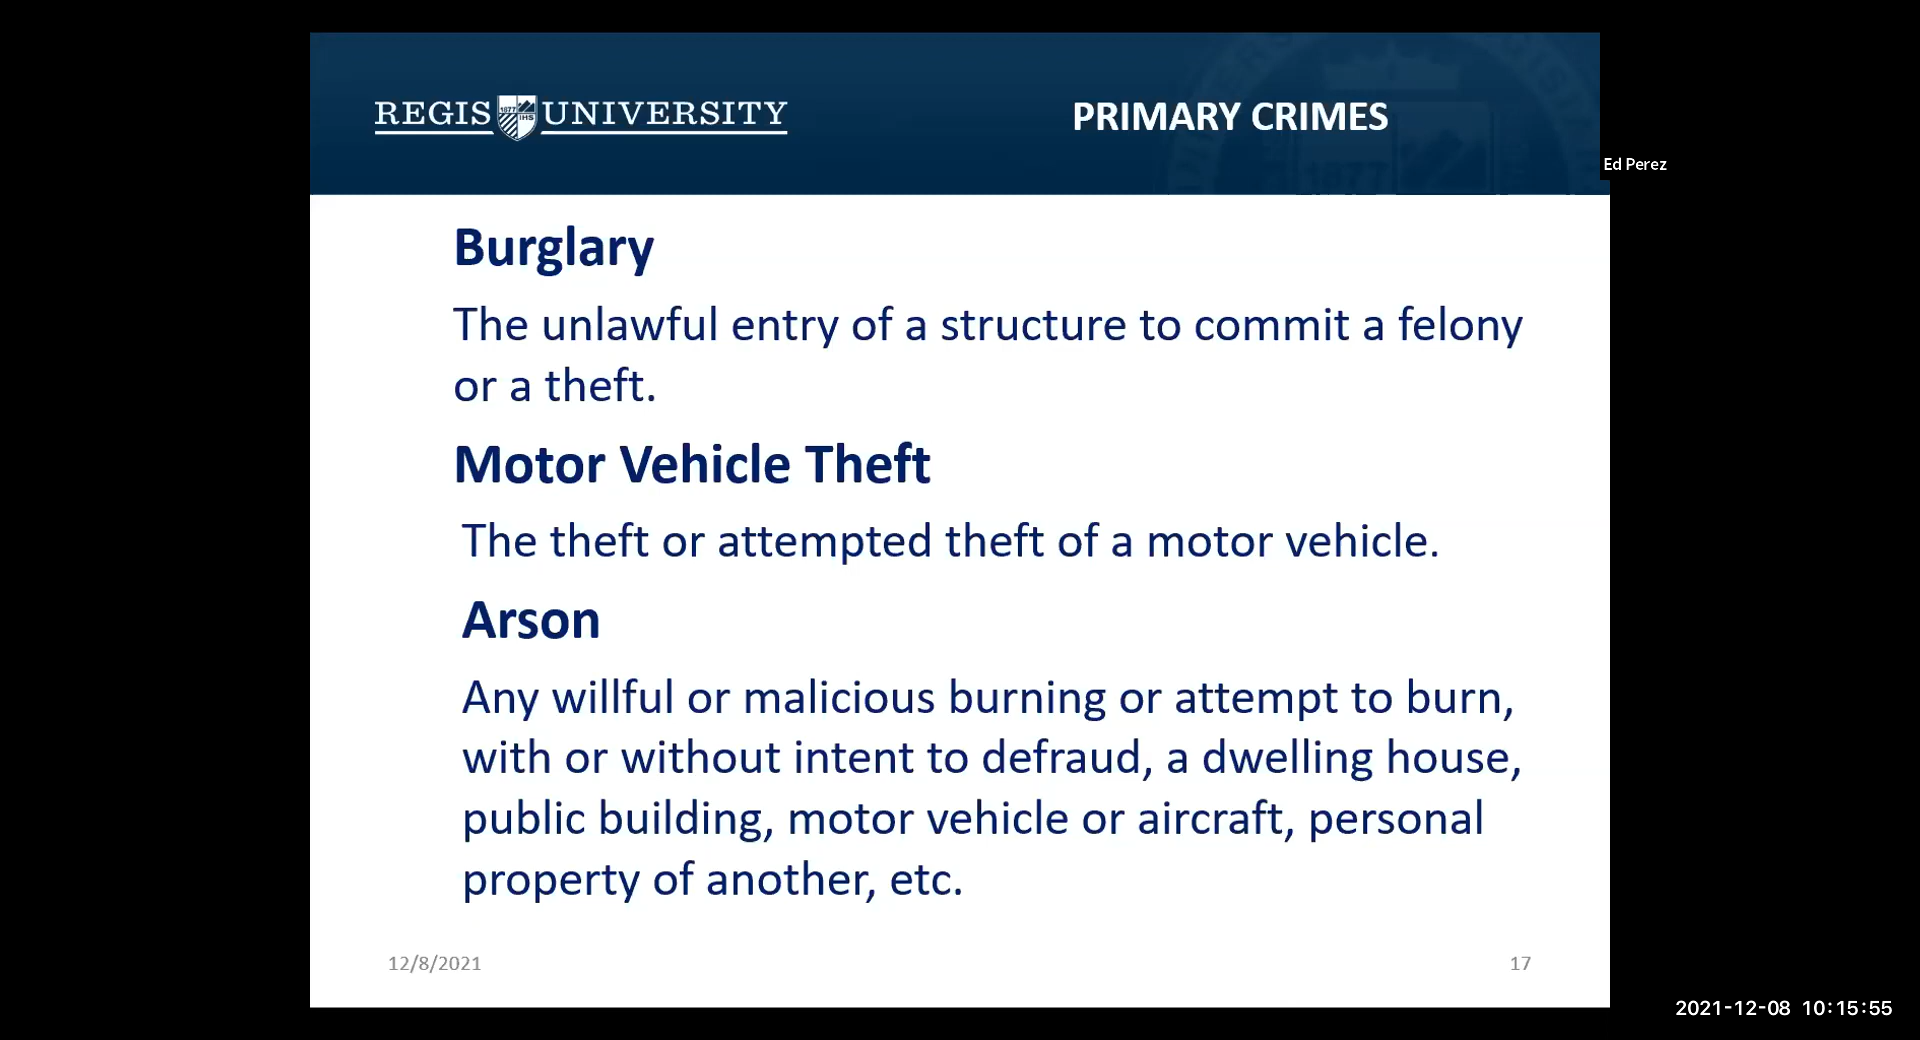 REGIS 1877 IHS UNIVERSITY
PRIMARY CRIMES
Ed Perez
Burglary
The unlawful entry of a structure to commit a felony
or a theft.
Motor Vehicle Theft
The theft or attempted theft of a motor vehicle.
Arson
Any willful or malicious burning or attempt to burn,
with or without intent to defraud, a dwelling house,
public building, motor vehicle or aircraft, personal
property of another, etc.
12/8/2021
17
2021-12-08 10:15:55